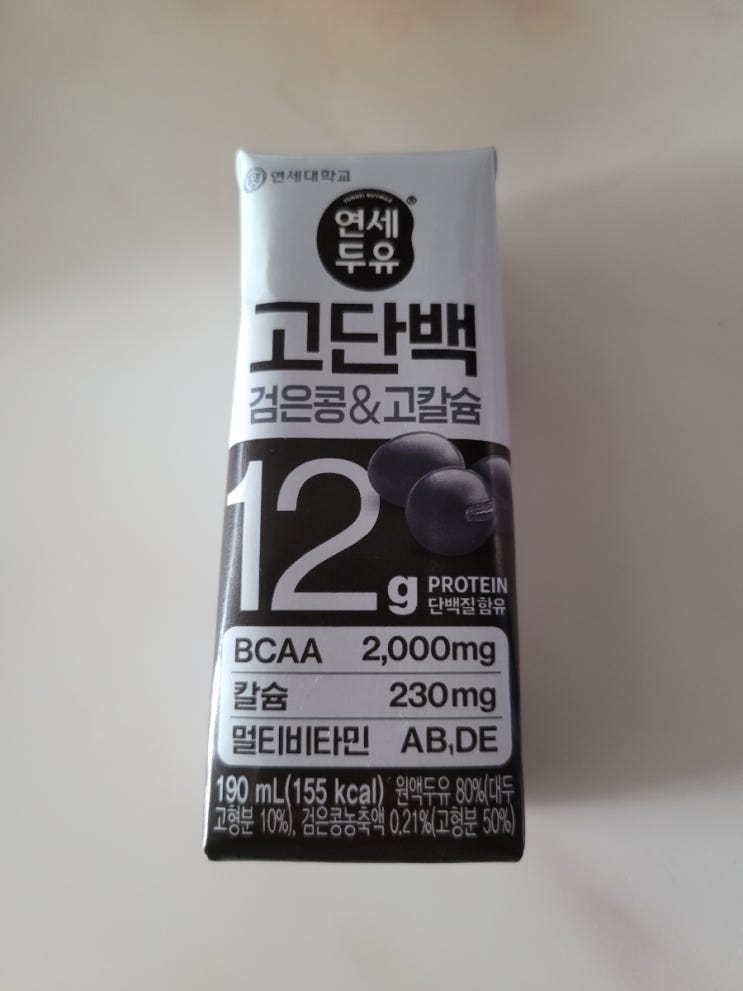 연세대학교
YONSEI SOYMILK
연세
두유
®
고단백
검은콩&고칼슘
12g
PROTEIN
단백질함유
BCAA 2,000mg
칼슘 230mg
멀티비타민 AB₁DE
190 mL(155 kcal) 원액두유 80%(대두
고형분 10%), 검은콩농축액 0.21%(고형분 50%)